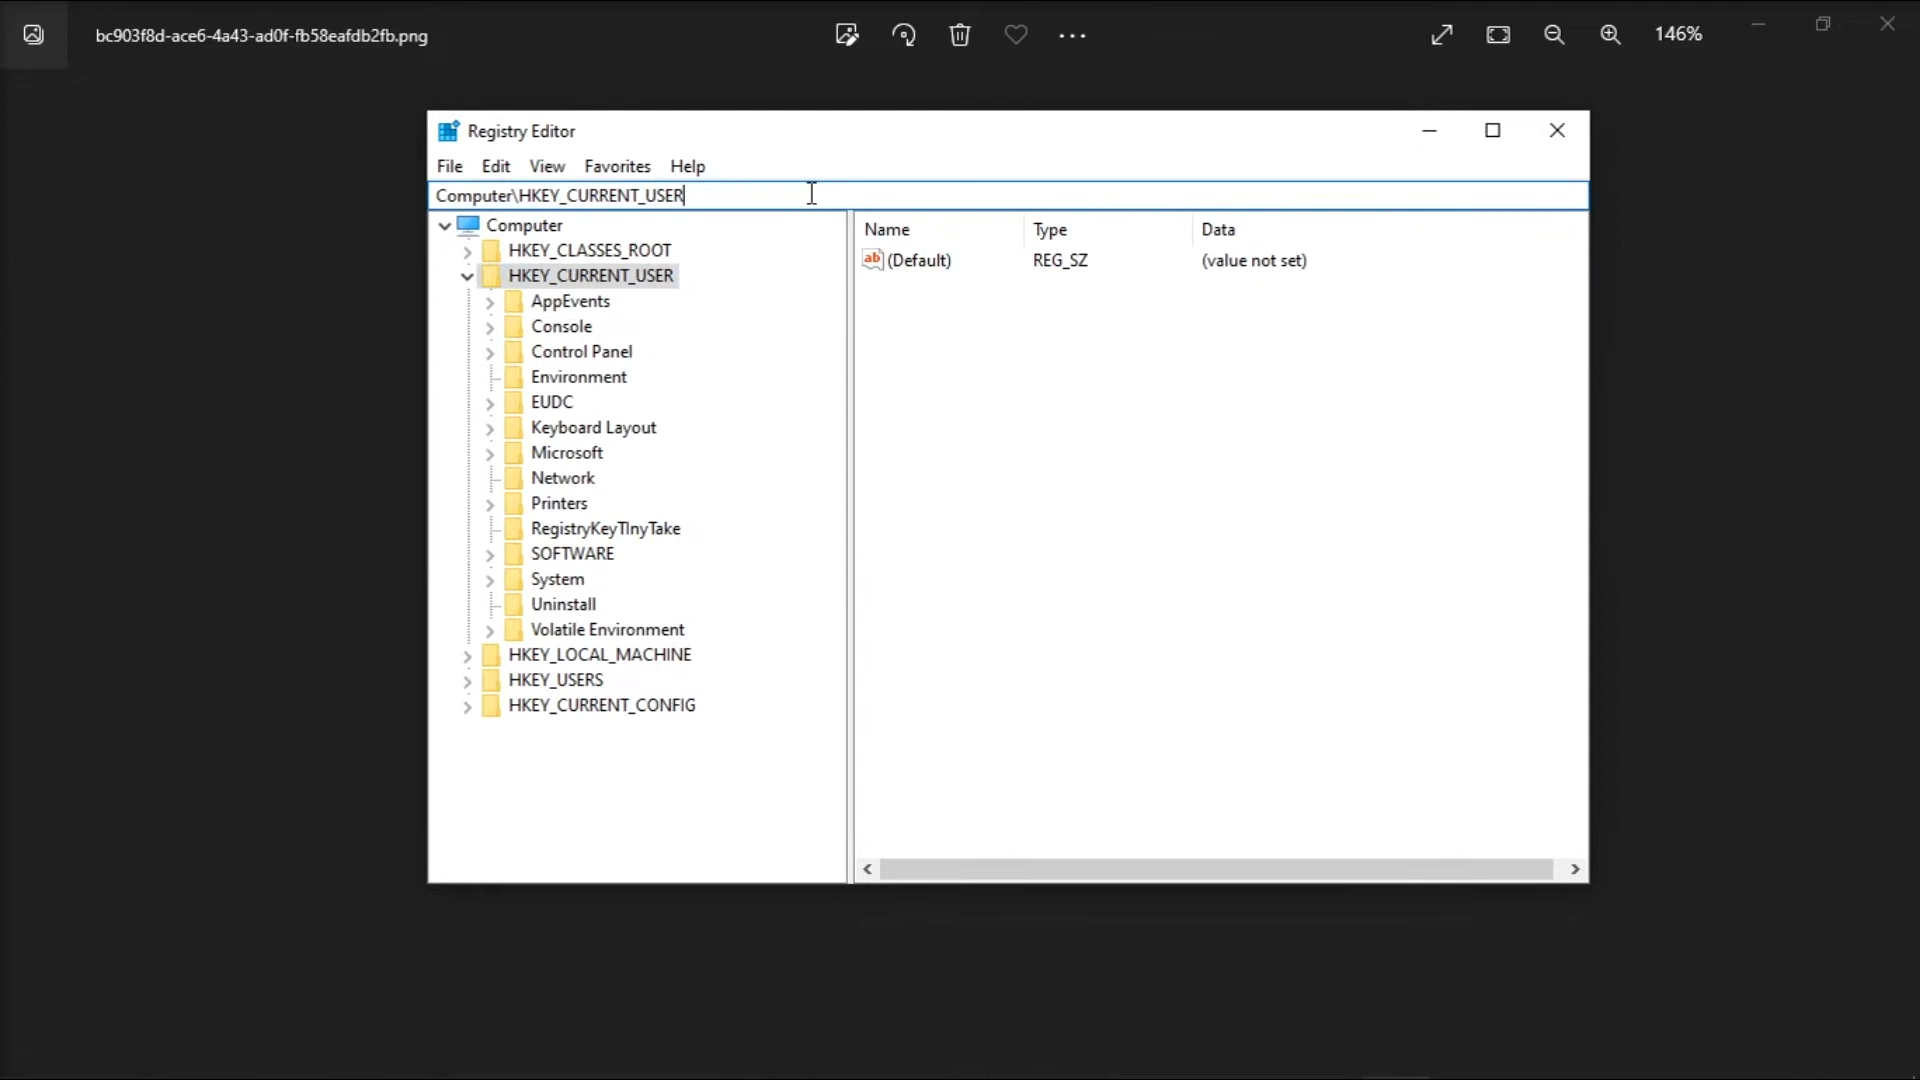 bc903f8d-ace6-4a43-ad0f-fb58eafdb2fb.png
146%
Registry Editor
File Edit View Favorites Help
Computer\HKEY_CURRENT_USER
Computer
HKEY_CLASSES_ROOT
HKEY_CURRENT_USER
AppEvents
Console
Control Panel
Environment
EUDC
Keyboard Layout
Microsoft
Network
Printers
RegistryKeyTInyTake
SOFTWARE
System
Uninstall
Volatile Environment
HKEY_LOCAL_MACHINE
HKEY_USERS
HKEY_CURRENT_CONFIG
Name Type Data
ab (Default) REG_SZ (value not set)